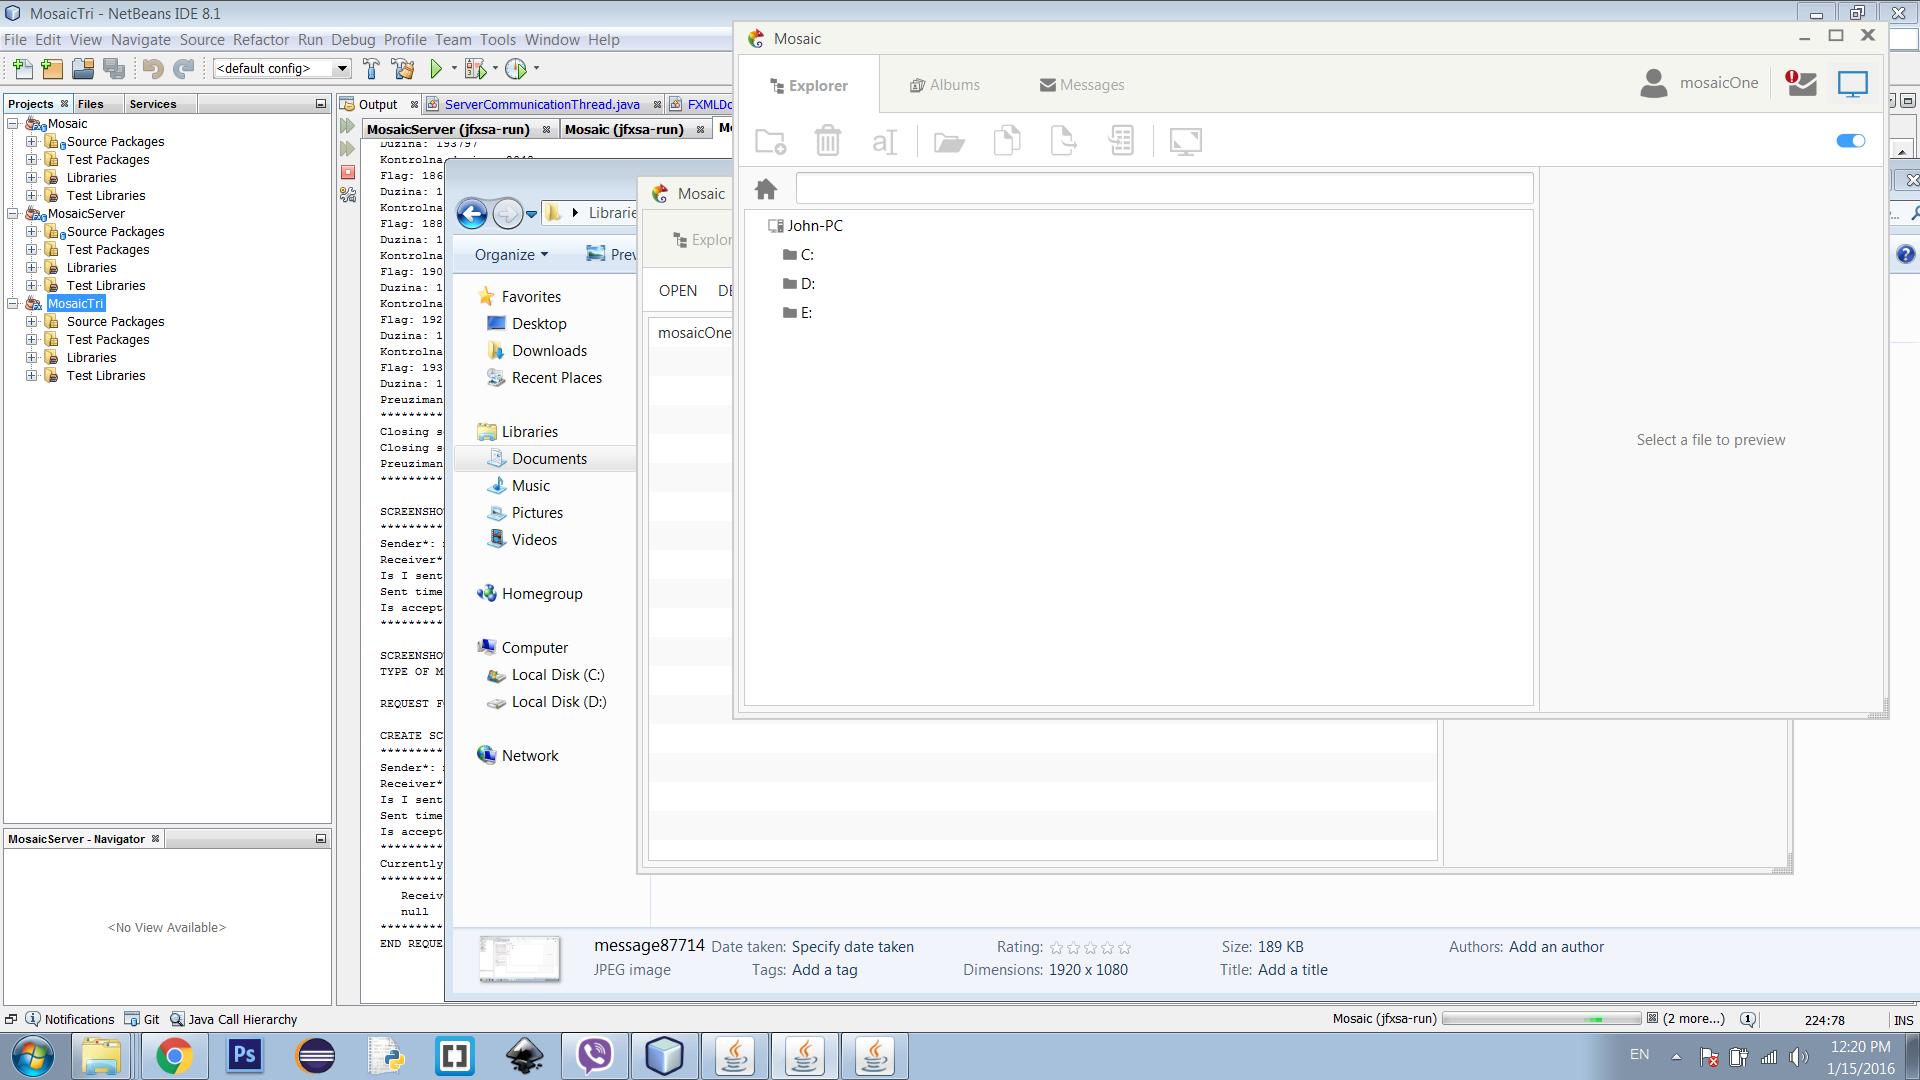 MosaicTri - NetBeans IDE 8.1
File Edit View Navigate Source Refactor Run Debug Profile Team Tools Window Help
<default config>
Projects Files Services
Mosaic
Source Packages
Test Packages
Libraries
Test Libraries
MosaicServer
Source Packages
Test Packages
Libraries
Test Libraries
MosaicTri
Source Packages
Test Packages
Libraries
Test Libraries
MosaicServer - Navigator
<No View Available>
Output ServerCommunicationThread.java
MosaicServer (jfxsa-run) Mosaic (jfxsa-run)
Duzina: 193797
Kontrolna
Flag: 186
Duzina: 1
Kontrolna
Flag: 188
Duzina: 1
Kontrolna
Flag: 190
Duzina: 1
Kontrolna
Flag: 192
Duzina: 1
Kontrolna
Flag: 193
Duzina: 1
Preuziman
**********
Closing s
Closing s
Preuziman
**********
SCREENSHO
**********
Sender*:
Receiver*
Is I sent
Sent time
Is accept
**********
SCREENSHO
TYPE OF M
REQUEST F
CREATE SC
**********
Sender*:
Receiver*
Is I sent
Sent time
Is accept
**********
Currently
**********
Receiv
null
**********
END REQUE
Organize Prev
Favorites
Desktop
Downloads
Recent Places
Libraries
Documents
Music
Pictures
Videos
Homegroup
Computer
Local Disk (C:)
Local Disk (D:)
Network
message87714 Date taken: Specify date taken Rating: Size: 189 KB Authors: Add an author
JPEG image Tags: Add a tag Dimensions: 1920 x 1080 Title: Add a title
Mosaic
Explor
OPEN DE
mosaicOne
Mosaic
Explorer Albums Messages mosaicOne
John-PC
C:
D:
E:
Select a file to preview
Notifications Git Java Call Hierarchy Mosaic (jfxsa-run) (2 more...) 224:78 INS
Ps
EN 12:20 PM
1/15/2016